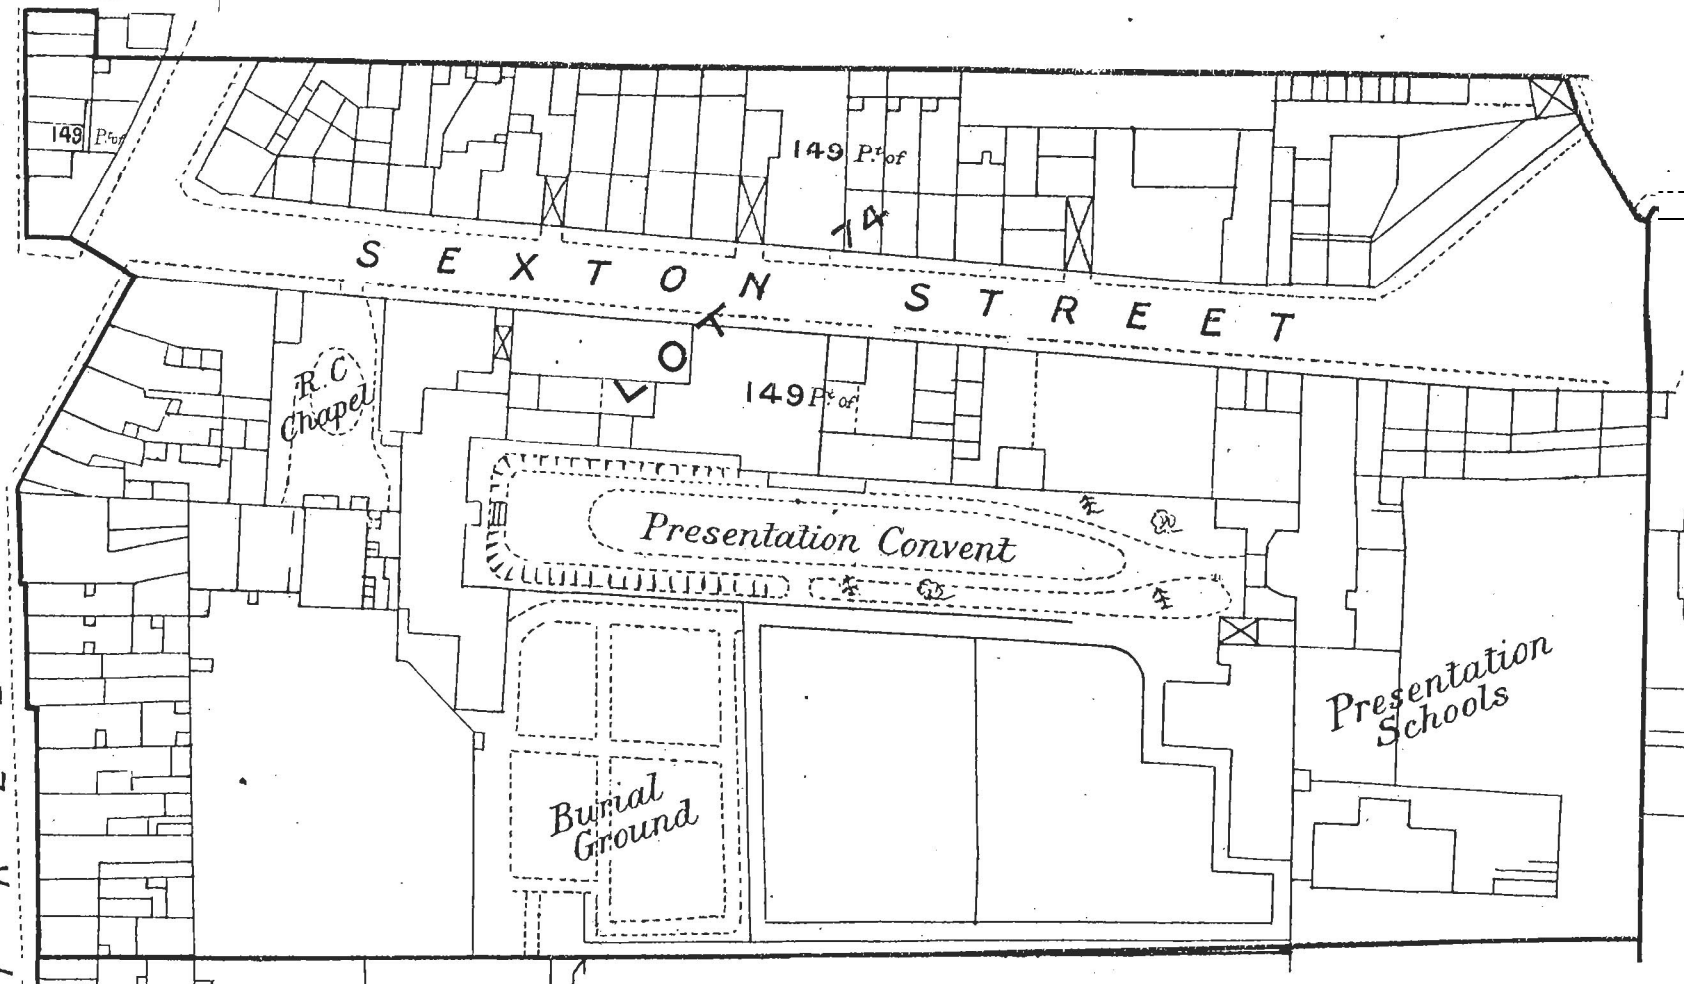 149 Pt of
149 Pt of
74
SEXTON STREET
R.C
Chapel
O
149 Pt of
Presentation Convent
Presentation
Schools
Burial
Ground